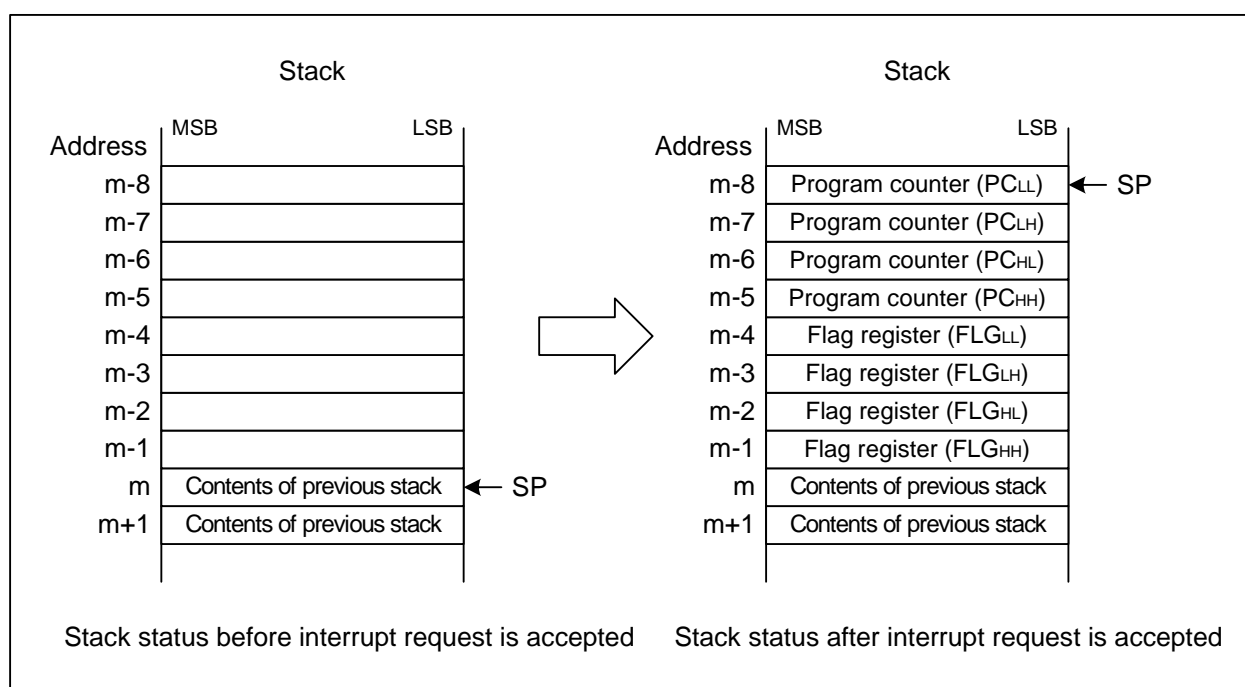 Stack
MSB LSB
Address
m-8
m-7
m-6
m-5
m-4
m-3
m-2
m-1
m Contents of previous stack SP
m+1 Contents of previous stack
Stack status before interrupt request is accepted
Stack
MSB LSB
Address
m-8 Program counter (PCLL) SP
m-7 Program counter (PCLH)
m-6 Program counter (PCHL)
m-5 Program counter (PCHH)
m-4 Flag register (FLGLL)
m-3 Flag register (FLGLH)
m-2 Flag register (FLGHL)
m-1 Flag register (FLGHH)
m Contents of previous stack
m+1 Contents of previous stack
Stack status after interrupt request is accepted